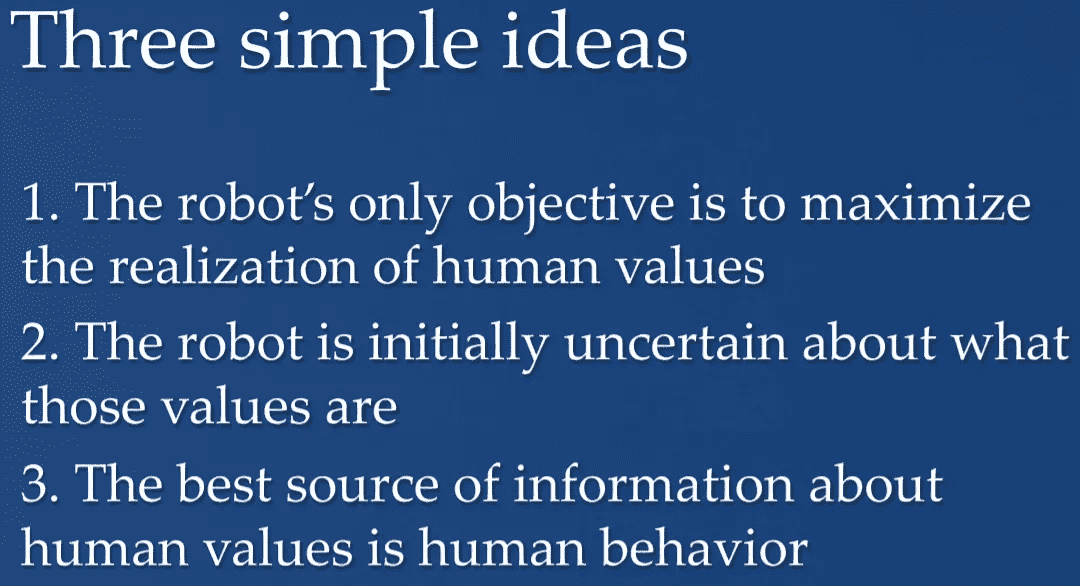 Three simple ideas
1. The robot’s only objective is to maximize
the realization of human values
2. The robot is initially uncertain about what
those values are
3. The best source of information about
human values is human behavior